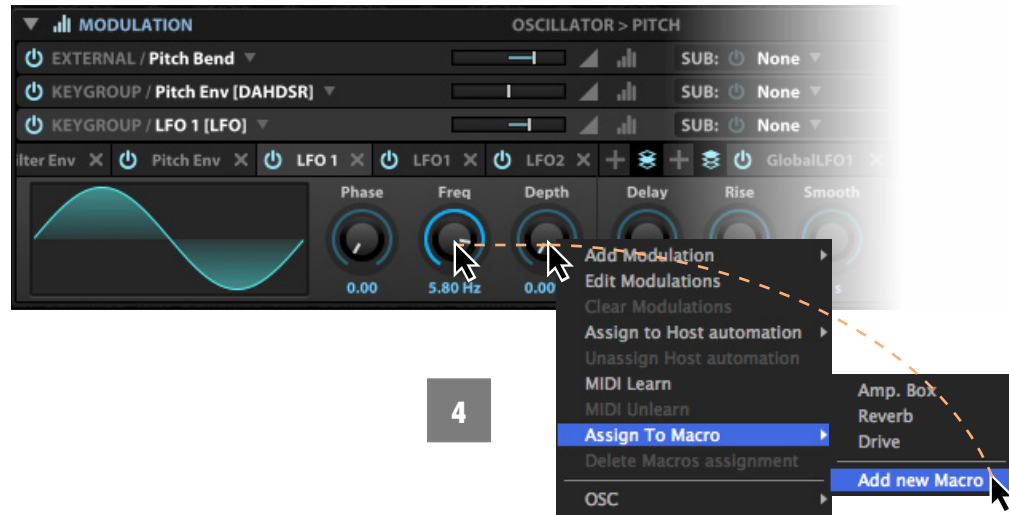 MODULATION OSCILLATOR > PITCH
EXTERNAL / Pitch Bend SUB: None
KEYGROUP / Pitch Env [DAHDSR] SUB: None
KEYGROUP / LFO 1 [LFO] SUB: None
ilter Env Pitch Env LFO 1 LFO1 LFO2 GlobalLFO1
Phase Freq Depth Delay Rise Smooth
0.00 5.80 Hz 0.00 s
Add Modulation
Edit Modulations
Clear Modulations
Assign to Host automation
Unassign Host automation
MIDI Learn
MIDI Unlearn
Assign To Macro
Delete Macros assignment
OSC
Amp. Box
Reverb
Drive
Add new Macro
4